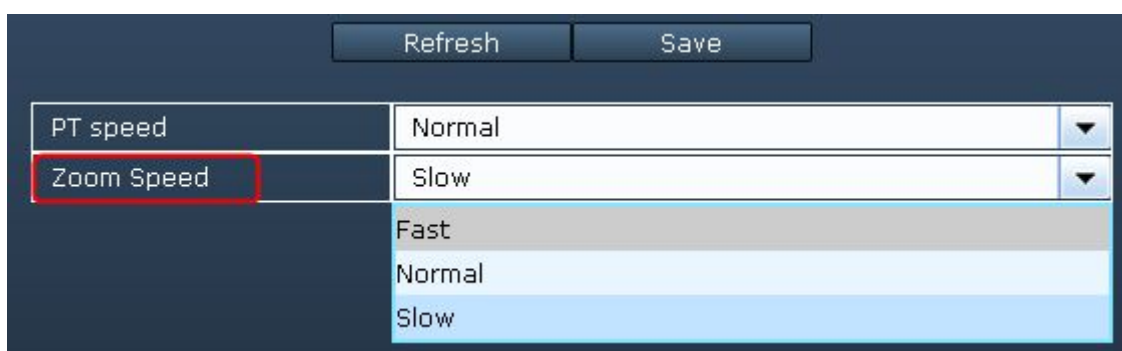 Refresh Save
PT speed Normal
Zoom Speed Slow
Fast
Normal
Slow